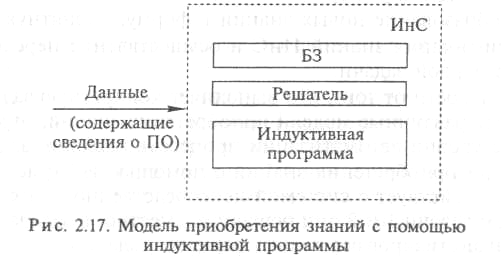 ИнС
БЗ
Данные
Решатель
(содержащие
сведения о ПО)
Индуктивная
программа
Рис. 2.17. Модель приобретения знаний с помощью
индуктивной программы